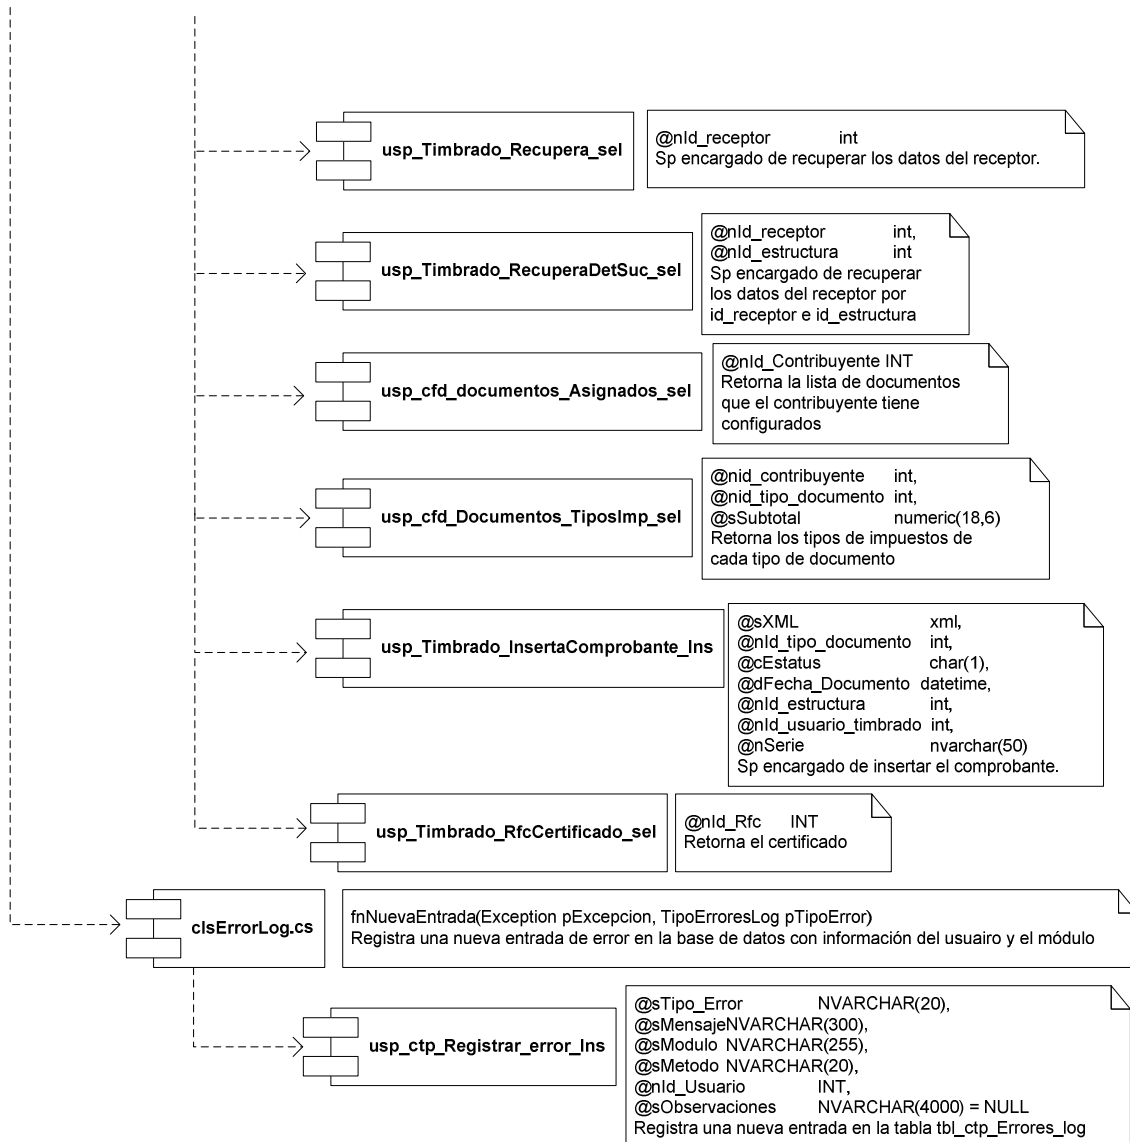 usp_Timbrado_Recupera_sel
@nId_receptor int
Sp encargado de recuperar los datos del receptor.
usp_Timbrado_RecuperaDetSuc_sel
@nId_receptor int,
@nId_estructura int
Sp encargado de recuperar
los datos del receptor por
id_receptor e id_estructura
usp_cfd_documentos_Asignados_sel
@nId_Contribuyente INT
Retorna la lista de documentos
que el contribuyente tiene
configurados
usp_cfd_Documentos_TiposImp_sel
@nid_contribuyente int,
@nid_tipo_documento int,
@sSubtotal numeric(18,6)
Retorna los tipos de impuestos de
cada tipo de documento
usp_Timbrado_InsertaComprobante_Ins
@sXML xml,
@nId_tipo_documento int,
@cEstatus char(1),
@dFecha_Documento datetime,
@nId_estructura int,
@nId_usuario_timbrado int,
@nSerie nvarchar(50)
Sp encargado de insertar el comprobante.
usp_Timbrado_RfcCertificado_sel
@nId_Rfc INT
Retorna el certificado
clsErrorLog.cs
fnNuevaEntrada(Exception pExcepcion, TipoErroresLog pTipoError)
Registra una nueva entrada de error en la base de datos con información del usuairo y el módulo
usp_ctp_Registrar_error_Ins
@sTipo_Error NVARCHAR(20),
@sMensajeNVARCHAR(300),
@sModulo NVARCHAR(255),
@sMetodo NVARCHAR(20),
@nId_Usuario INT,
@sObservaciones NVARCHAR(4000) = NULL
Registra una nueva entrada en la tabla tbl_ctp_Errores_log